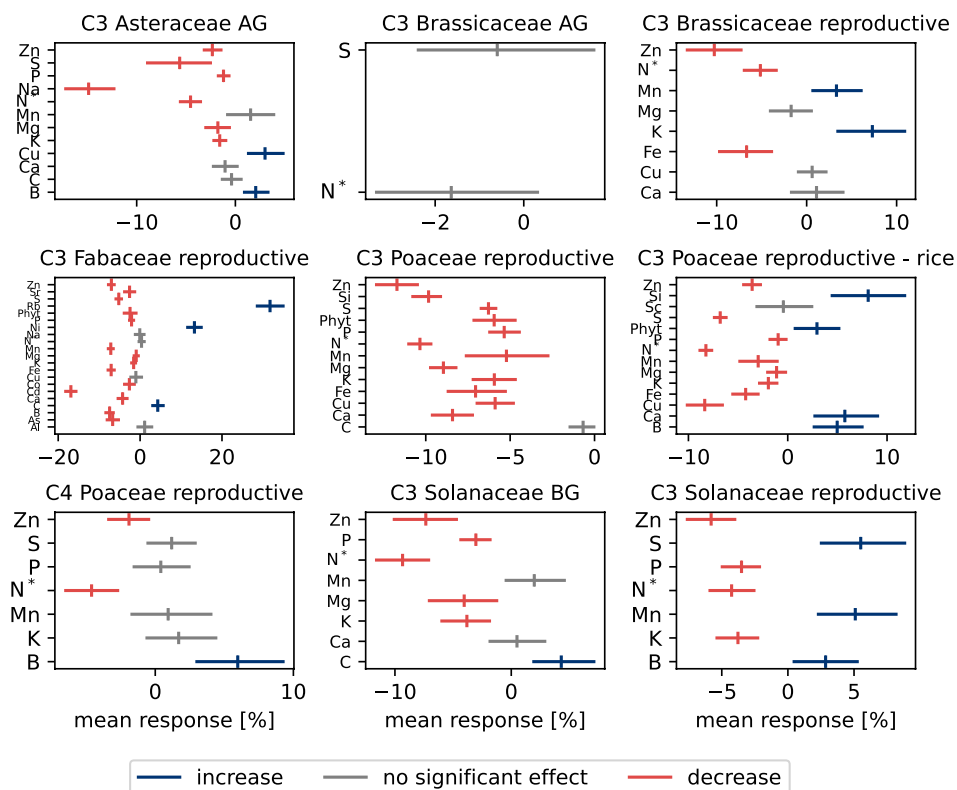 C3 Asteraceae AG
Zn
S
P
Na
N*
Mn
Mg
K
Cu
Ca
C
B
−10 0
C3 Brassicaceae AG
S
N*
−2 0
C3 Brassicaceae reproductive
Zn
N*
Mn
Mg
K
Fe
Cu
Ca
−10 0 10
C3 Fabaceae reproductive
Zn
Sr
S
Rb
Phyt
P
Ni
Na
N*
Mn
Mg
K
Fe
Cu
Co
Cd
Ca
C
B
As
Al
−20 0 20
C3 Poaceae reproductive
Zn
Si
S
Phyt
P
N*
Mn
Mg
K
Fe
Cu
Ca
C
−10 −5 0
C3 Poaceae reproductive - rice
Zn
Si
Sc
S
Phyt
P
N*
Mn
Mg
K
Fe
Cu
Ca
B
−10 0 10
C4 Poaceae reproductive
Zn
S
P
N*
Mn
K
B
0 10
mean response [%]
C3 Solanaceae BG
Zn
P
N*
Mn
Mg
K
Ca
C
−10 0
mean response [%]
C3 Solanaceae reproductive
Zn
S
P
N*
Mn
K
B
−5 0 5
mean response [%]
increase no significant effect decrease